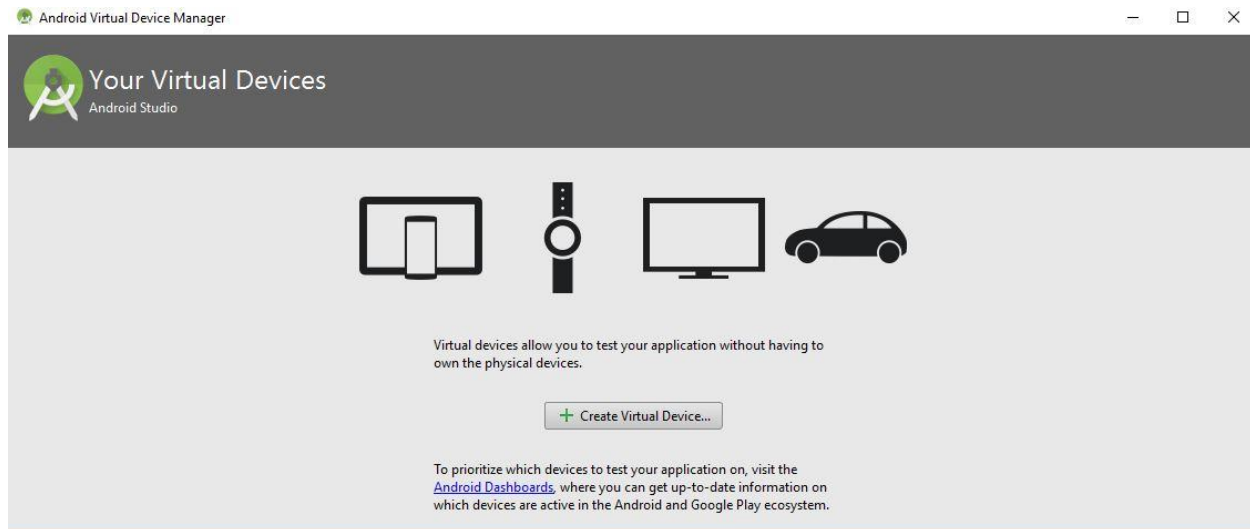 Android Virtual Device Manager
Your Virtual Devices
Android Studio
Virtual devices allow you to test your application without having to
own the physical devices.
Create Virtual Device...
To prioritize which devices to test your application on, visit the
Android Dashboards, where you can get up-to-date information on
which devices are active in the Android and Google Play ecosystem.